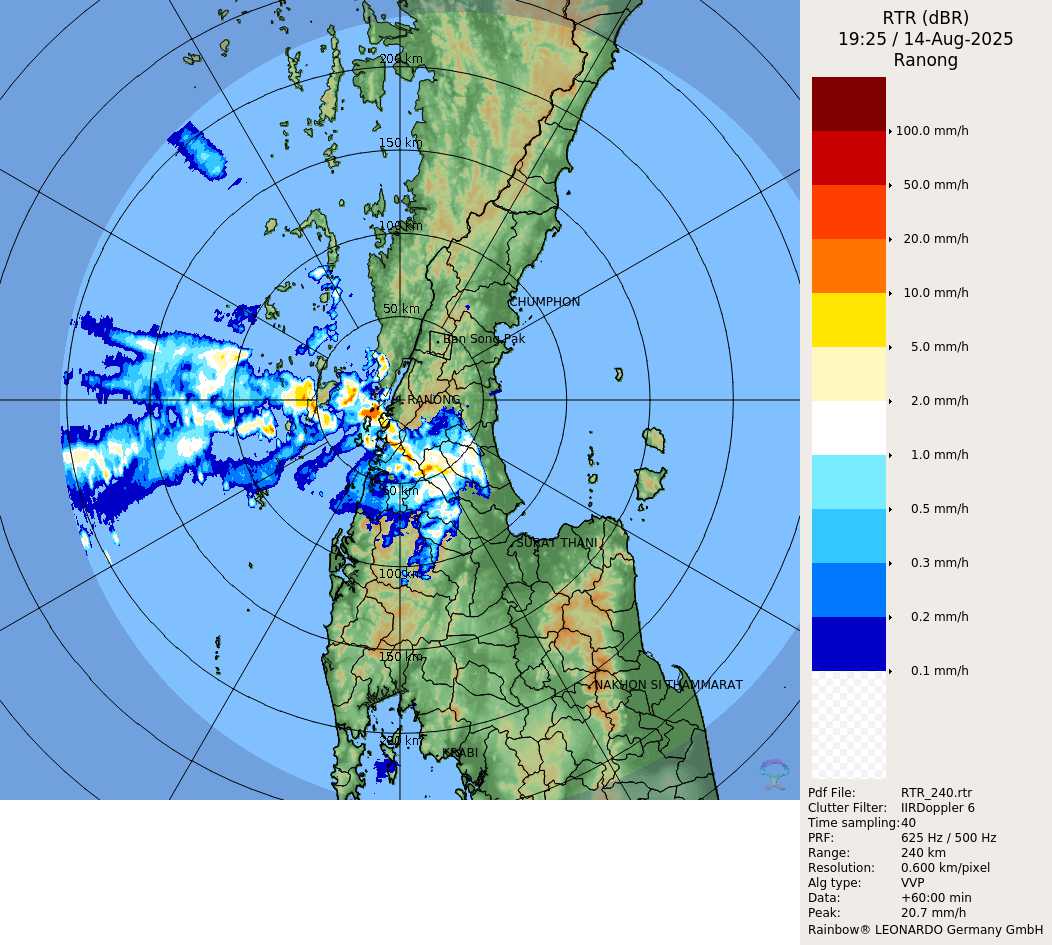 RTR (dBR)
19:25 / 14-Aug-2025
Ranong
100.0 mm/h
50.0 mm/h
20.0 mm/h
10.0 mm/h
5.0 mm/h
2.0 mm/h
1.0 mm/h
0.5 mm/h
0.3 mm/h
0.2 mm/h
0.1 mm/h
200 km
150 km
100 km
50 km
CHUMPHON
Ban Song Pak
RANONG
50 km
SURAT THANI
100 km
150 km
NAKHON SI THAMMARAT
200 km
KRABI
Pdf File: RTR_240.rtr
Clutter Filter: IIRDoppler 6
Time sampling: 40
PRF: 625 Hz / 500 Hz
Range: 240 km
Resolution: 0.600 km/pixel
Alg type: VVP
Data: +60:00 min
Peak: 20.7 mm/h
Rainbow® LEONARDO Germany GmbH